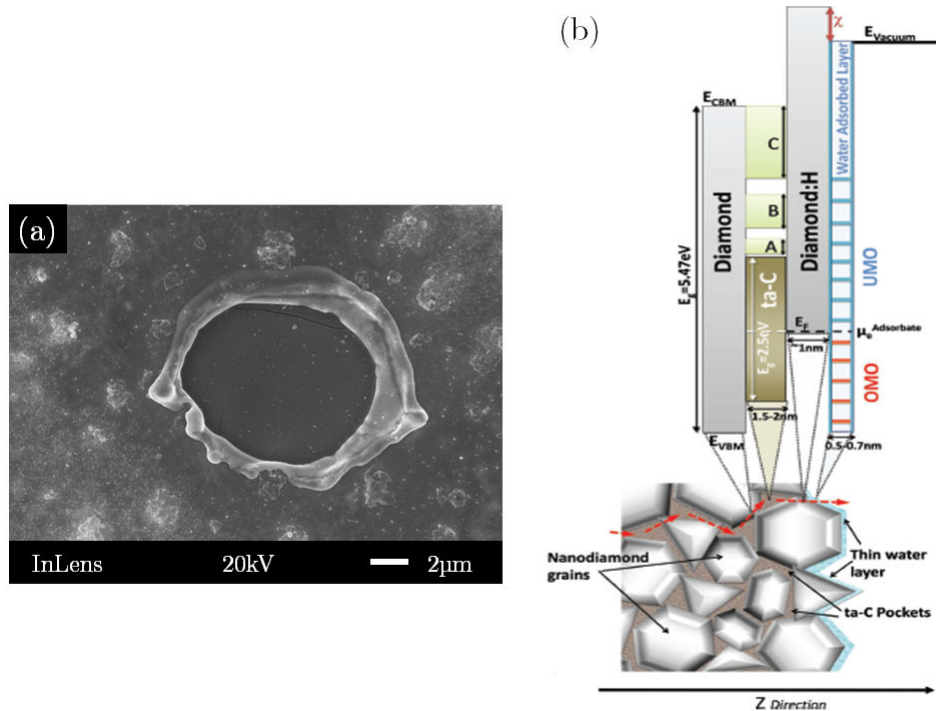 (a)
InLens 20kV 2μm
(b)
χ
E_Vacuum
Water Adsorbed Layer
E_CBM
C
B
A
Diamond
Diamond:H
E_g=5.47eV
ta-C
E_g=2.5eV
UMO
E_F
μ_e^Adsorbate
~1nm
OMO
1.5-2nm
E_VBM
0.5-0.7nm
Nanodiamond
grains
Thin water
layer
ta-C Pockets
Z Direction